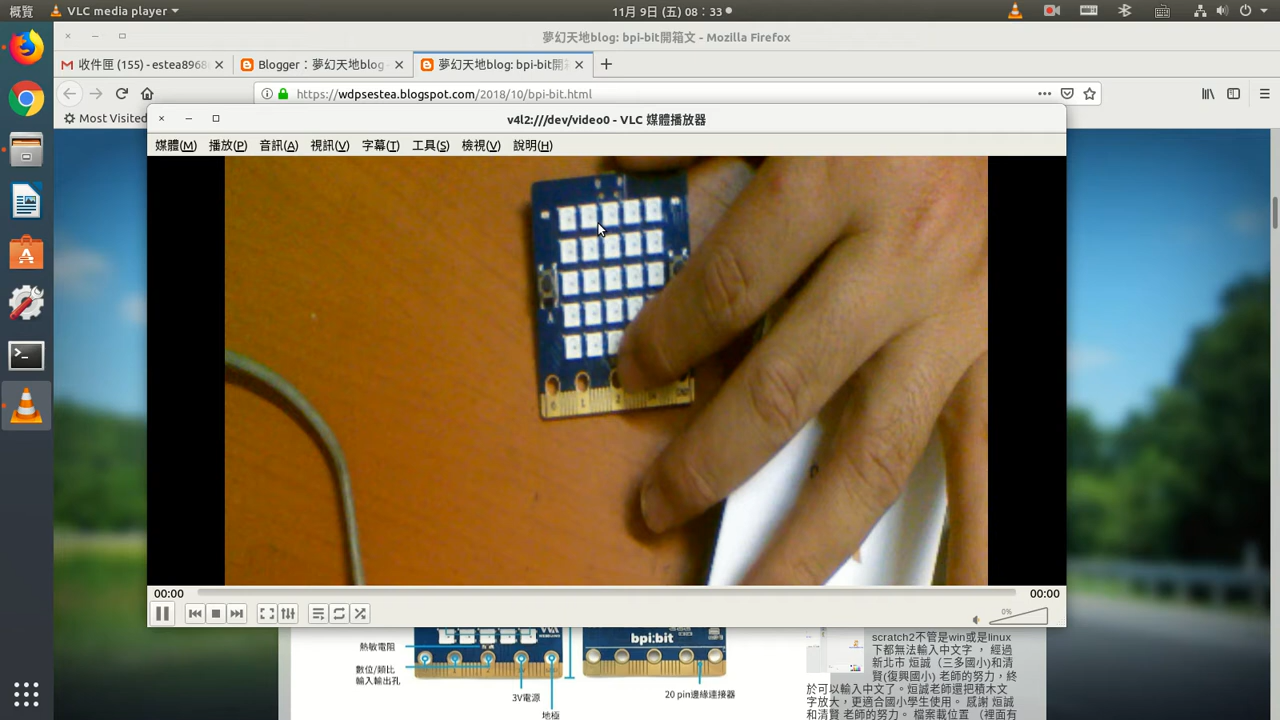 概覽
VLC media player
11月 9日 (五) 08：33
夢幻天地blog: bpi-bit開箱文 - Mozilla Firefox
收件匣 (155) - estea8968
Blogger：夢幻天地blog
夢幻天地blog: bpi-bit開箱
https://wdpsestea.blogspot.com/2018/10/bpi-bit.html
Most Visited
v4l2:///dev/video0 - VLC 媒體播放器
媒體(M) 播放(P) 音訊(A) 視訊(V) 字幕(T) 工具(S) 檢視(V) 說明(H)
A
0 1 2 GND
00:00
00:00
0%
熱敏電阻
數位/類比
輸入輸出孔
3V電源
地極
bpi:bit
20 pin邊緣連接器
scratch2不管是win或是linux
下都無法輸入中文字 ， 經過
新北市 烜誠（三多國小)和清
賢(復興國小) 老師的努力，終
於可以輸入中文了。烜誠老師還把積木文
字放大，更適合國小學生使用。 感謝 烜誠
和清賢 老師的努力。 檔案載位置 （裡面有